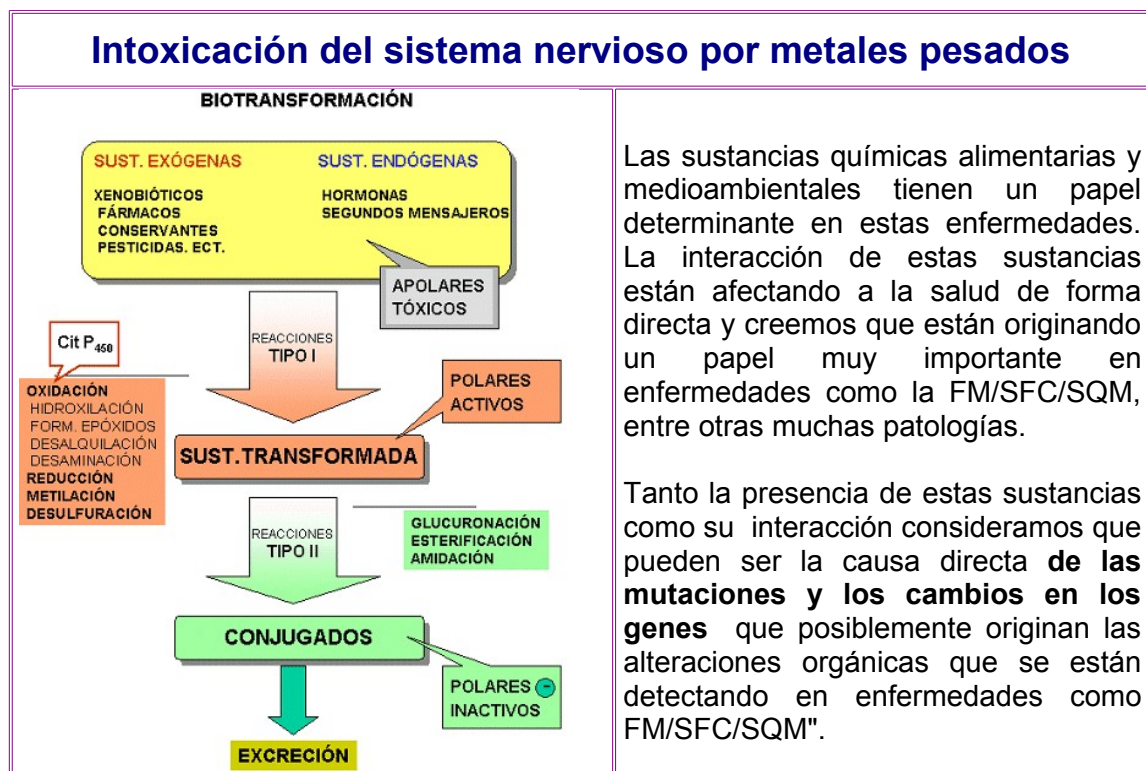 Intoxicación del sistema nervioso por metales pesados
BIOTRANSFORMACIÓN
SUST. EXÓGENAS
XENOBIÓTICOS
FÁRMACOS
CONSERVANTES
PESTICIDAS. ECT.
SUST. ENDÓGENAS
HORMONAS
SEGUNDOS MENSAJEROS
APOLARES
TÓXICOS
REACCIONES
TIPO I
Cit P450
OXIDACIÓN
HIDROXILACIÓN
FORM. EPÓXIDOS
DESALQUILACIÓN
DESAMINACIÓN
REDUCCIÓN
METILACIÓN
DESULFURACIÓN
POLARES
ACTIVOS
SUST.TRANSFORMADA
REACCIONES
TIPO II
GLUCURONACIÓN
ESTERIFICACIÓN
AMIDACIÓN
CONJUGADOS
POLARES -
INACTIVOS
EXCRECIÓN
Las sustancias químicas alimentarias y
medioambientales tienen un papel
determinante en estas enfermedades.
La interacción de estas sustancias
están afectando a la salud de forma
directa y creemos que están originando
un papel muy importante en
enfermedades como la FM/SFC/SQM,
entre otras muchas patologías.
Tanto la presencia de estas sustancias
como su interacción consideramos que
pueden ser la causa directa de las
mutaciones y los cambios en los
genes que posiblemente originan las
alteraciones orgánicas que se están
detectando en enfermedades como
FM/SFC/SQM".